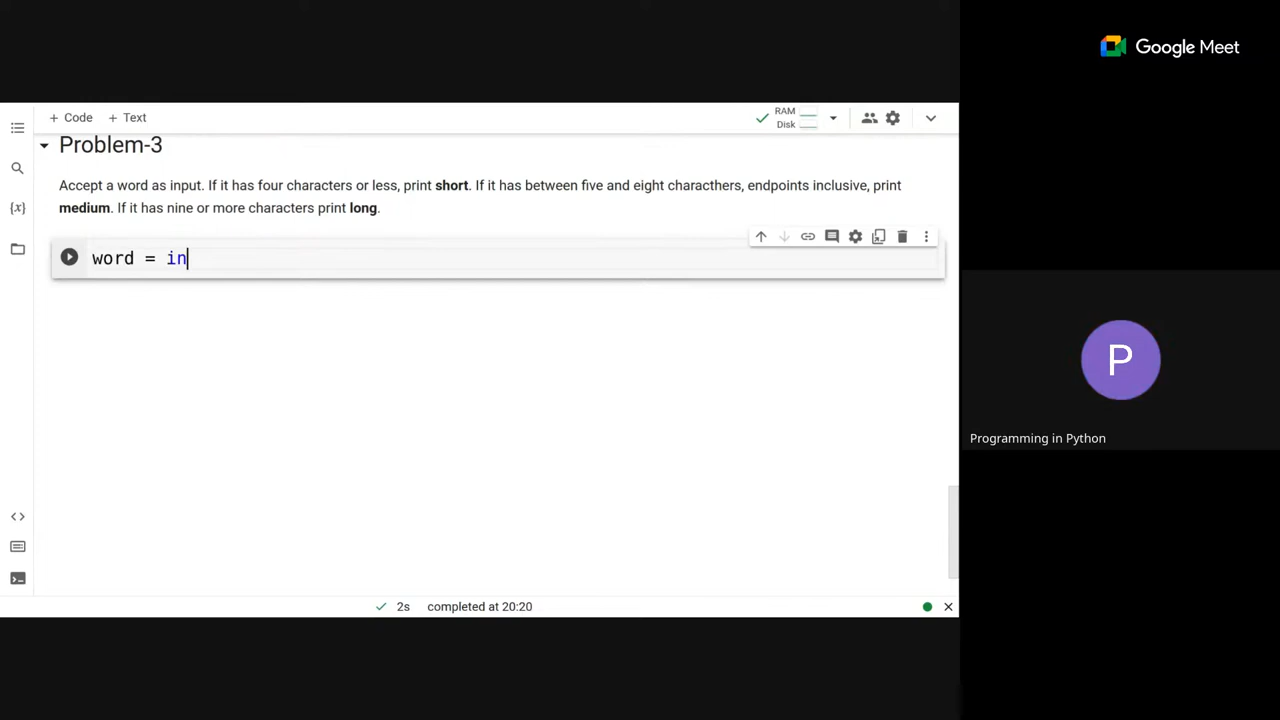 Google Meet
+ Code + Text
RAM
Disk
Problem-3
Accept a word as input. If it has four characters or less, print short. If it has between five and eight characthers, endpoints inclusive, print
medium. If it has nine or more characters print long.
{x}
word = in
P
Programming in Python
2s completed at 20:20